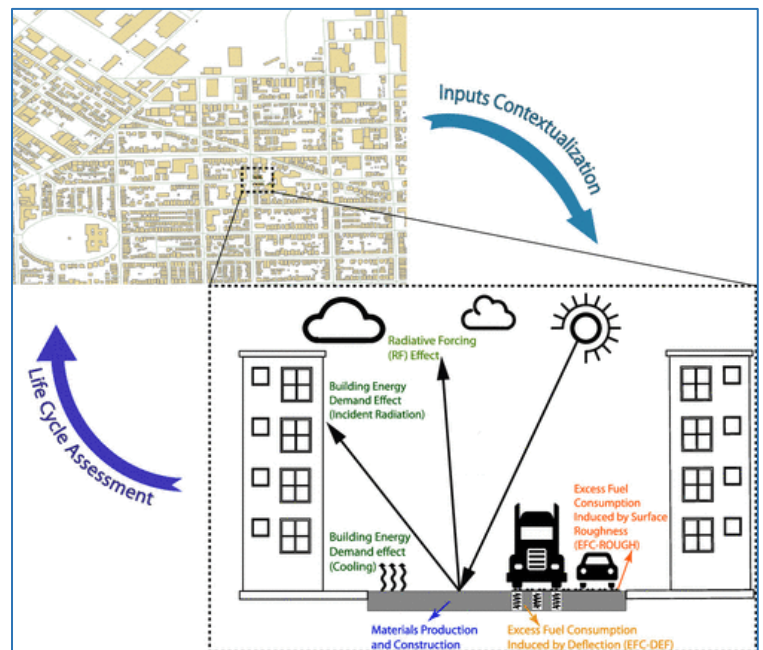 Inputs Contextualization
Radiative Forcing
(RF) Effect
Building Energy
Demand Effect
(Incident Radiation)
Life Cycle Assessment
Excess Fuel
Consumption
Induced by Surface
Roughness
(EFC-ROUGH)
Building Energy
Demand effect
(Cooling)
Materials Production
and Construction
Excess Fuel Consumption
Induced by Deflection (EFC-DEF)